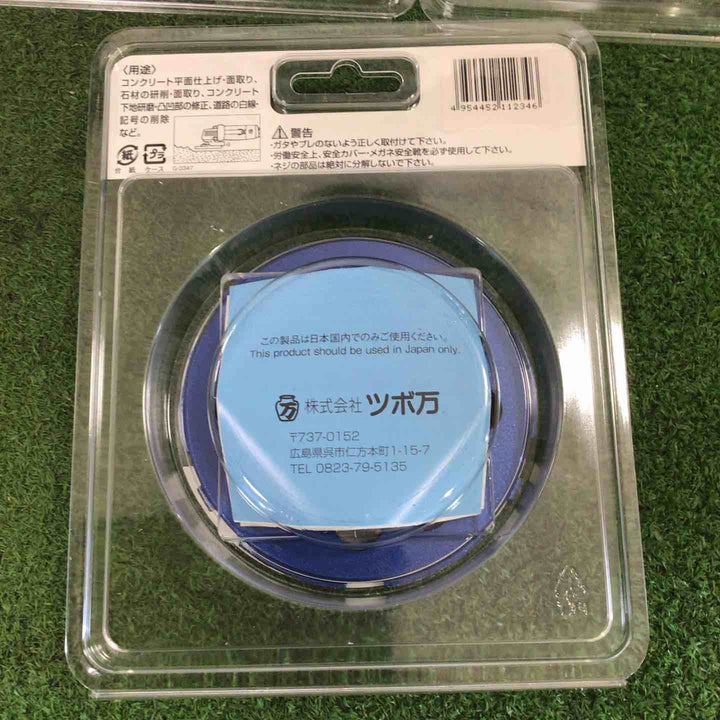 〈用途〉
コンクリート平面仕上げ・面取り、
石材の研削・面取り、コンクリート
下地研磨・凸凹部の修正、道路の白線・
記号の削除
など。
紙 プラ
台 紙 ケース G-0347
4 954452 112346
⚠警告
・ガタやブレのないよう正しく取付けて下さい。
・労働安全上、安全カバー・メガネ安全靴を必ず使用して下さい。
・ネジの部品は絶対に分解しないで下さい。
この製品は日本国内でのみご使用ください。
This product should be used in Japan only.
万 株式会社 ツボ万
〒737-0152
広島県呉市仁方本町1-15-7
TEL 0823-79-5135